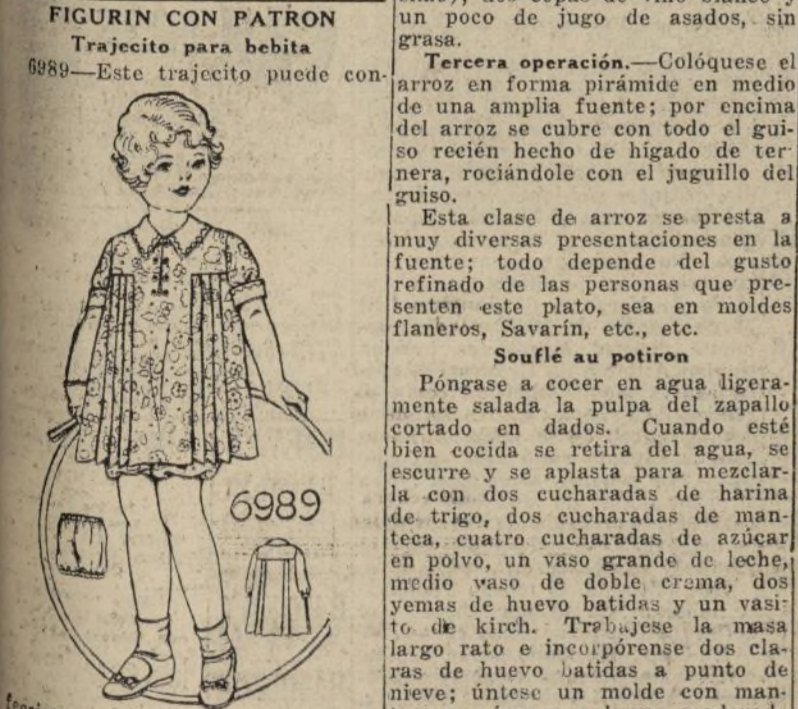 FIGURIN CON PATRON
Trajecito para bebita
6989—Este trajecito puede con-
6989
un poco de jugo de asados, sin
grasa.
Tercera operación.—Colóquese el
arroz en forma pirámide en medio
de una amplia fuente; por encima
del arroz se cubre con todo el gui-
so recién hecho de hígado de ter-
nera, rociándole con el juguillo del
guiso.
Esta clase de arroz se presta a
muy diversas presentaciones en la
fuente; todo depende del gusto
refinado de las personas que pre-
senten este plato, sea en moldes
flaneros, Savarín, etc., etc.
Souflé au potiron
Póngase a cocer en agua ligera-
mente salada la pulpa del zapallo
cortado en dados. Cuando esté
bien cocida se retira del agua, se
escurre y se aplasta para mezclar-
la con dos cucharadas de harina
de trigo, dos cucharadas de man-
teca, cuatro cucharadas de azúcar
en polvo, un vaso grande de leche,
medio vaso de doble crema, dos
yemas de huevo batidas y un vasi-
to de kirch. Trabajese la masa
largo rato e incorpórense dos cla-
ras de huevo batidas a punto de
nieve; úntese un molde con man-